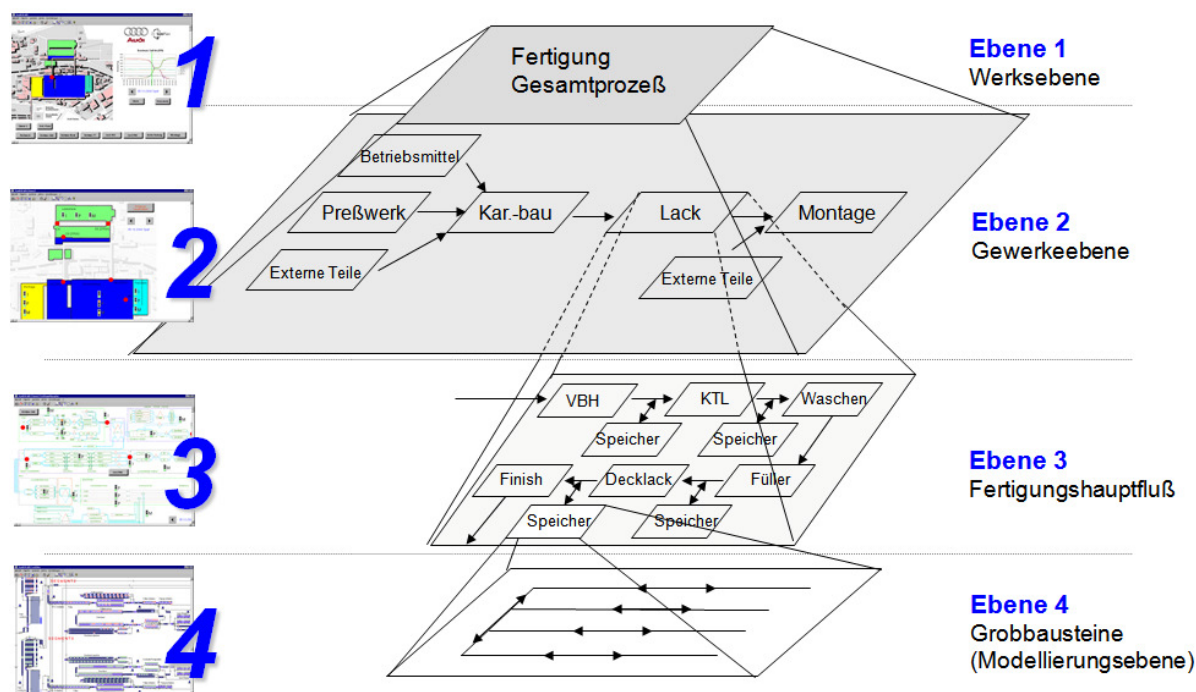 1
Audi
Fertigung
Gesamtprozeß
Ebene 1
Werksebene
2
Betriebsmittel
Preßwerk
Kar.-bau
Lack
Montage
Externe Teile
Externe Teile
Ebene 2
Gewerkeebene
3
VBH
KTL
Waschen
Speicher
Speicher
Finish
Decklack
Füller
Speicher
Speicher
Ebene 3
Fertigungshauptfluß
4
Ebene 4
Grobbausteine
(Modellierungsebene)